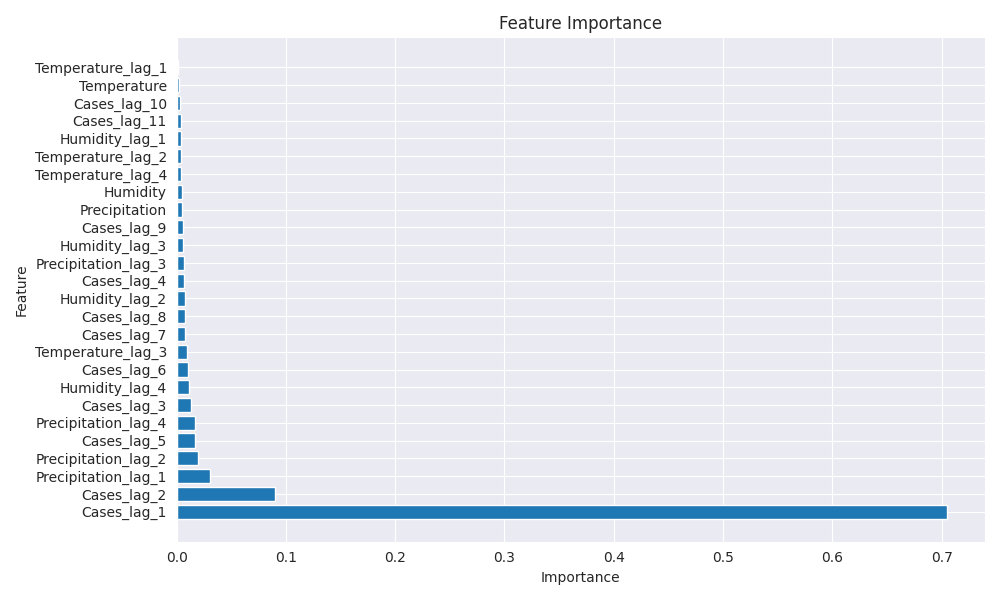 Feature Importance
Temperature_lag_1
Temperature
Cases_lag_10
Cases_lag_11
Humidity_lag_1
Temperature_lag_2
Temperature_lag_4
Humidity
Precipitation
Cases_lag_9
Humidity_lag_3
Precipitation_lag_3
Cases_lag_4
Humidity_lag_2
Cases_lag_8
Cases_lag_7
Temperature_lag_3
Cases_lag_6
Humidity_lag_4
Cases_lag_3
Precipitation_lag_4
Cases_lag_5
Precipitation_lag_2
Precipitation_lag_1
Cases_lag_2
Cases_lag_1
Feature
0.0 0.1 0.2 0.3 0.4 0.5 0.6 0.7
Importance